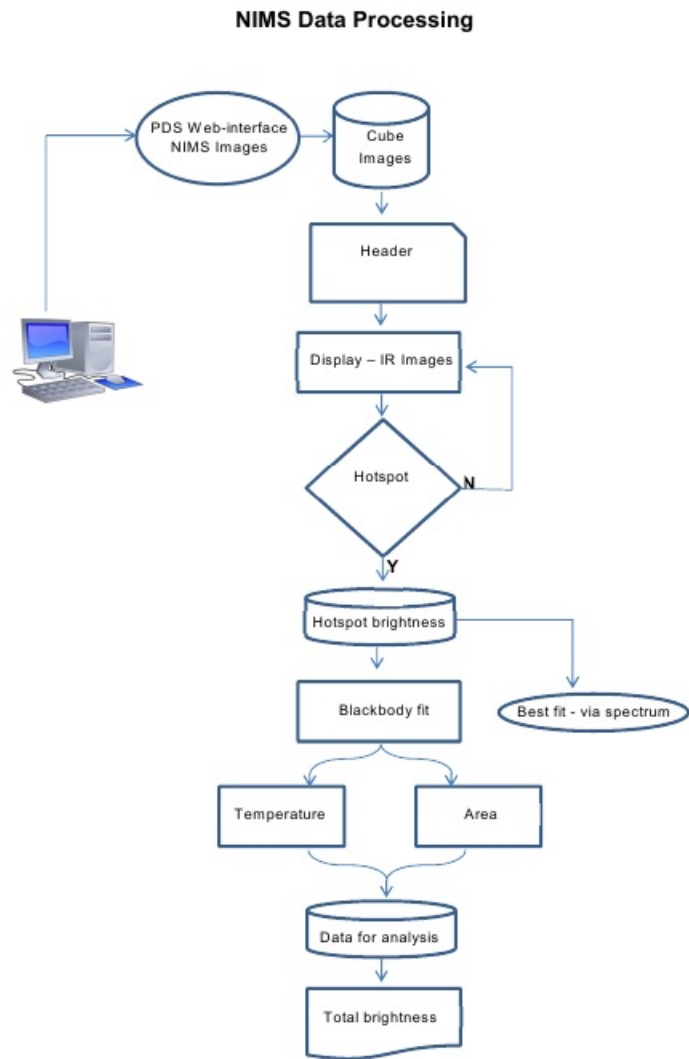 NIMS Data Processing
PDS Web-interface
NIMS Images
Cube
Images
Header
Display – IR Images
Hotspot
N
Y
Hotspot brightness
Blackbody fit
Best fit - via spectrum
Temperature
Area
Data for analysis
Total brightness